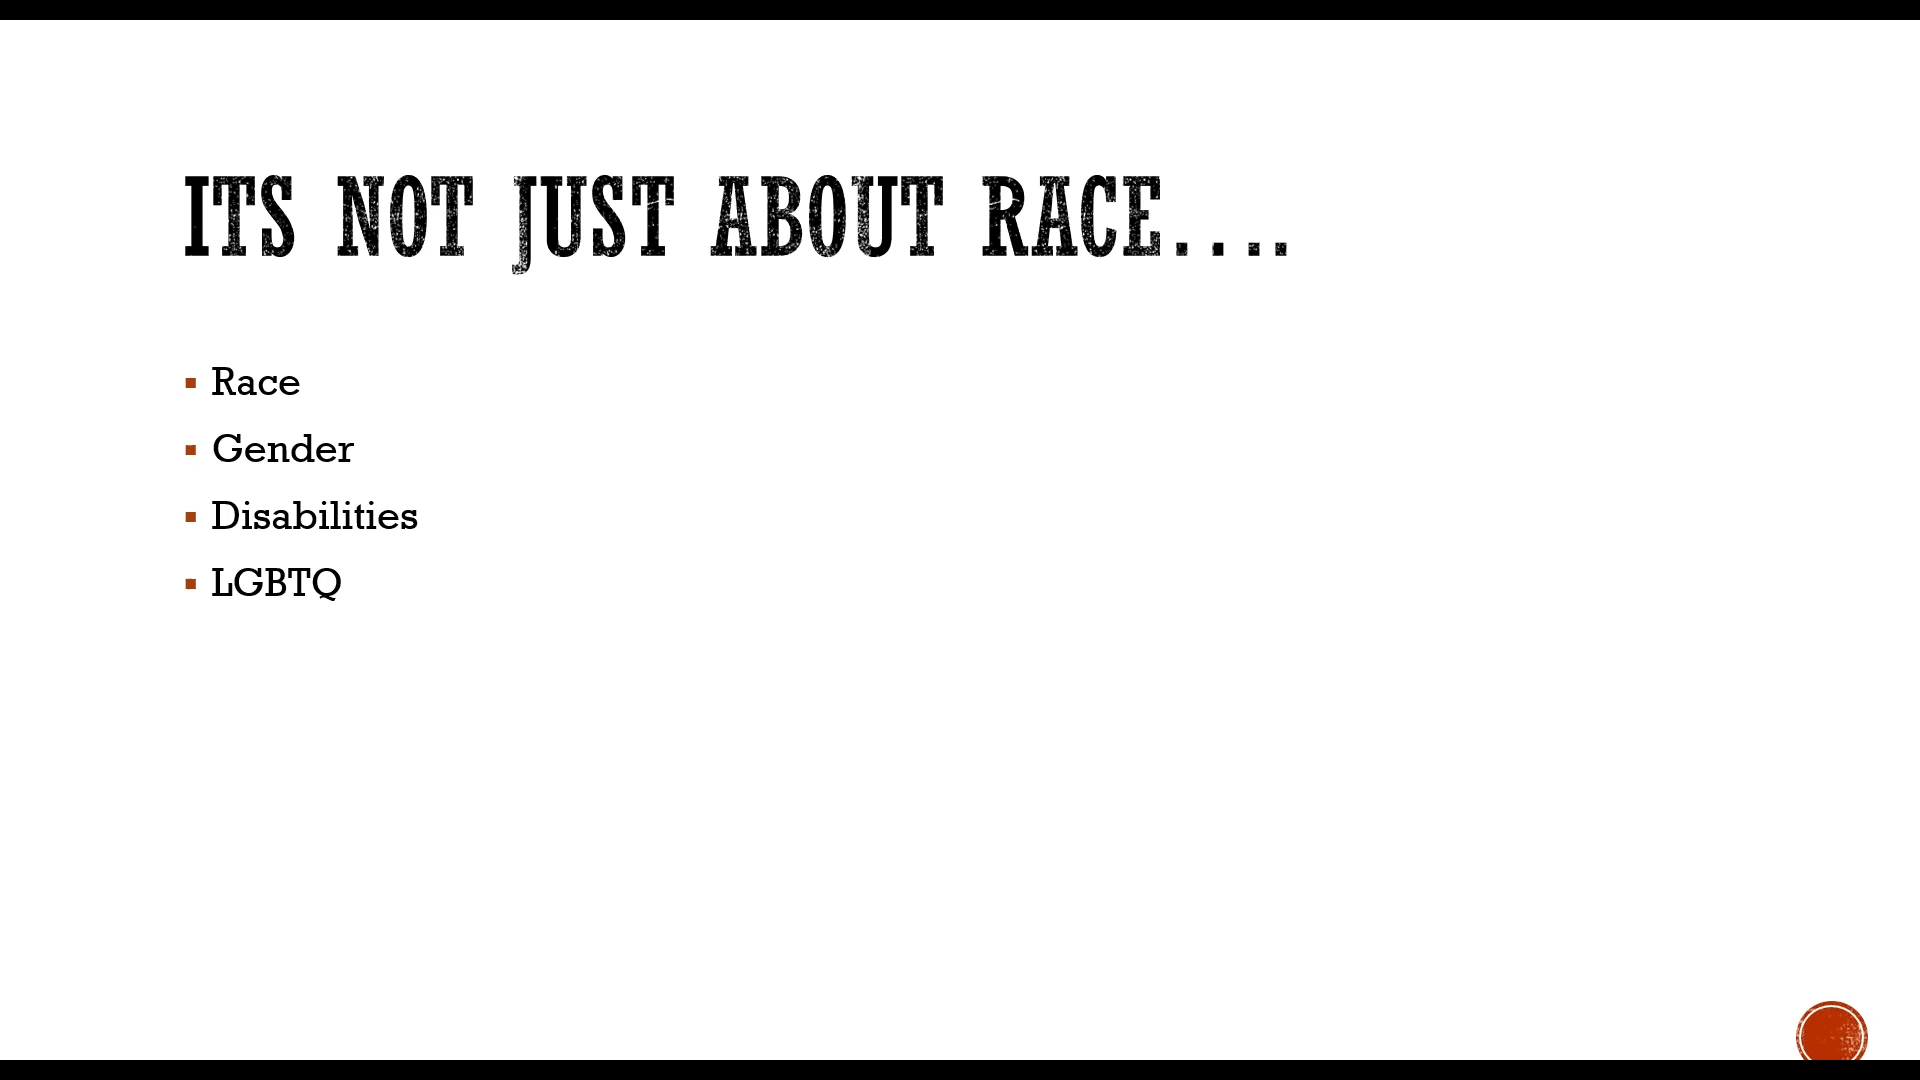 ITS NOT JUST ABOUT RACE....
Race
Gender
Disabilities
LGBTQ